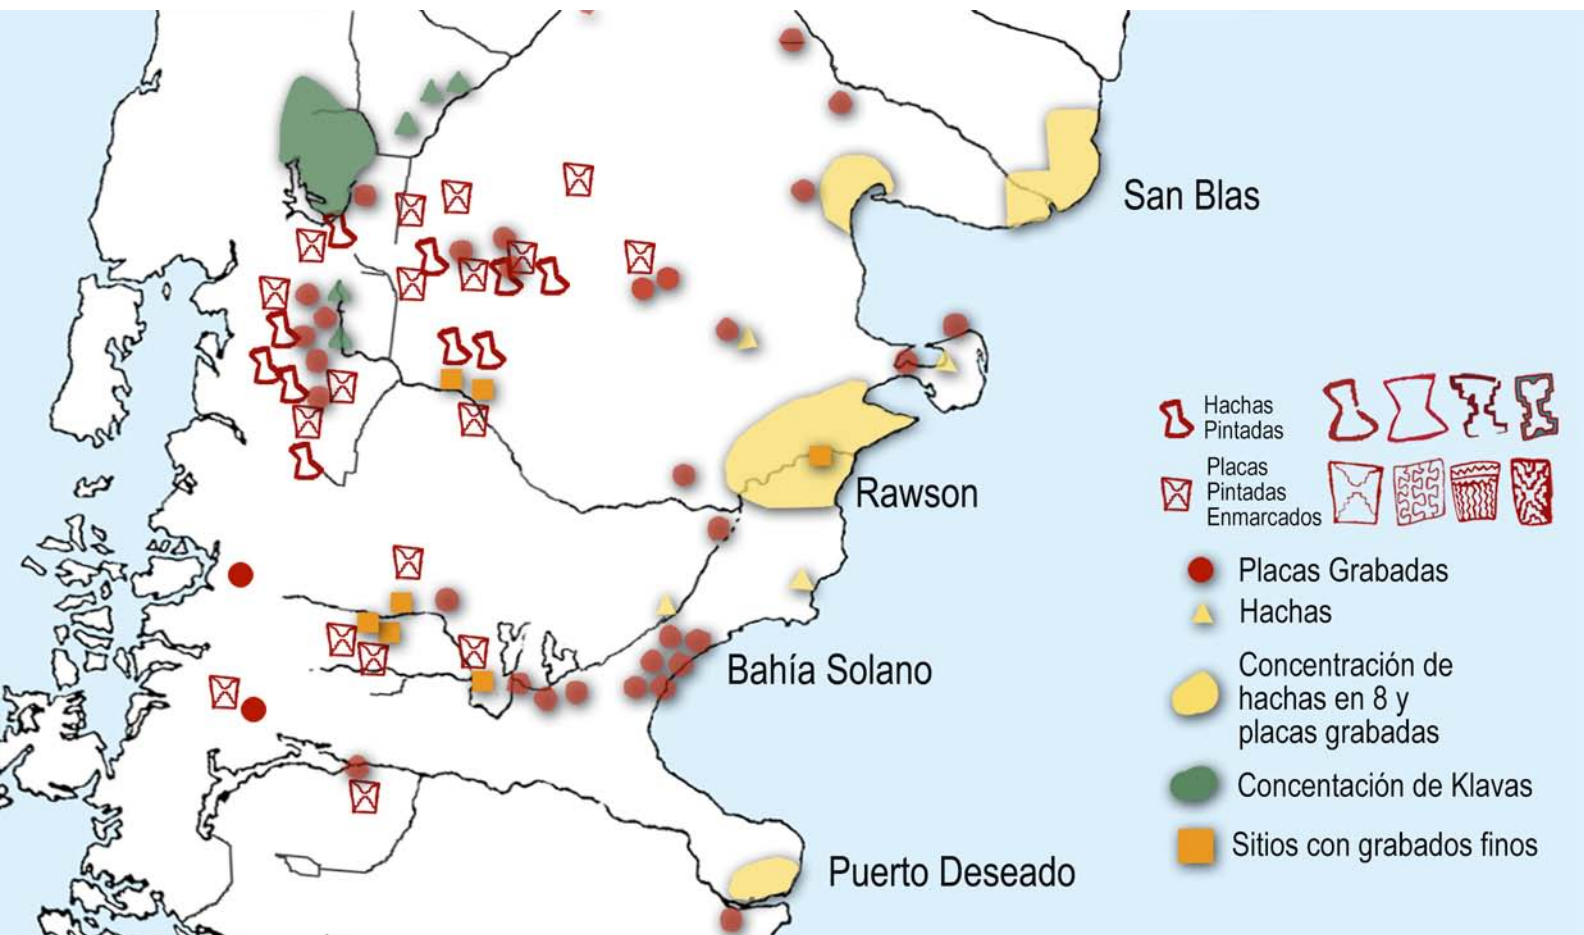 San Blas
Rawson
Bahía Solano
Puerto Deseado
Hachas
Pintadas
Placas
Pintadas
Enmarcados
Placas Grabadas
Hachas
Concentración de
hachas en 8 y
placas grabadas
Concentación de Klavas
Sitios con grabados finos